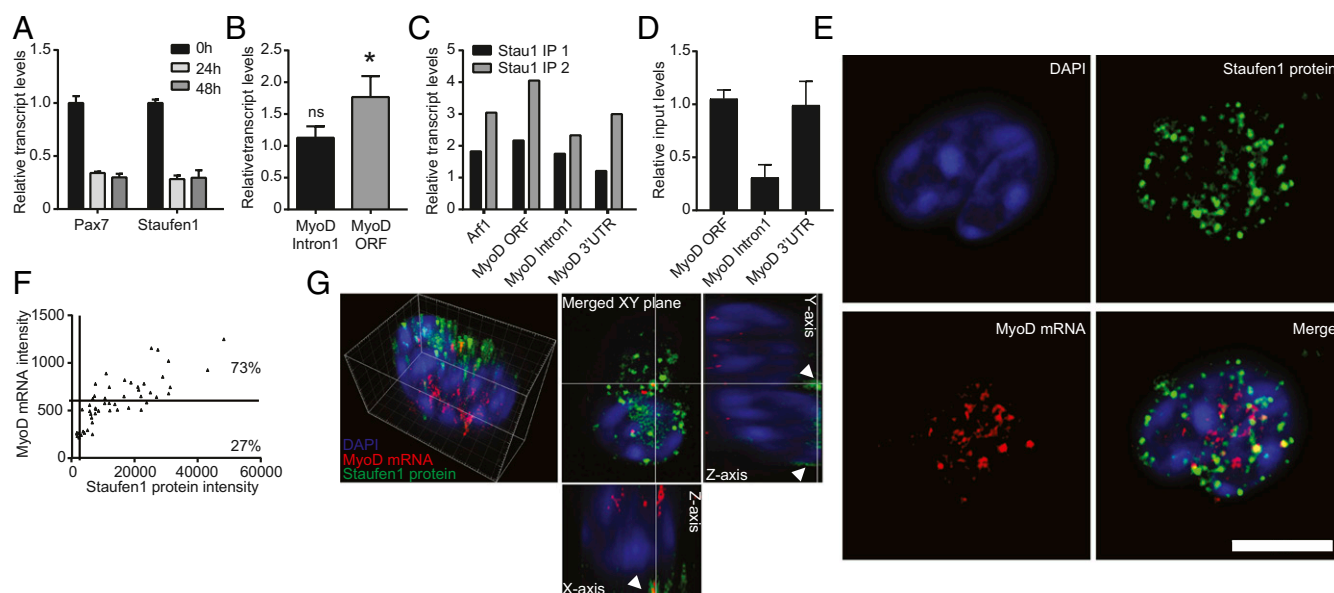 A
Relative transcript levels
1.5
1.0
0.5
0
0h
24h
48h
Pax7
Staufen1
B
Relativetranscript levels
2.5
2.0
1.5
1.0
0.5
0
ns
*
MyoD
Intron1
MyoD
ORF
C
Relative transcript levels
5
4
3
2
1
0
Stau1 IP 1
Stau1 IP 2
Arf1
MyoD ORF
MyoD Intron1
MyoD 3'UTR
D
Relative input levels
1.5
1.0
0.5
0
MyoD ORF
MyoD Intron1
MyoD 3'UTR
E
DAPI
Staufen1 protein
MyoD mRNA
Merge
F
MyoD mRNA intensity
1500
1000
500
0
73%
27%
0
20000
40000
60000
Staufen1 protein intensity
G
DAPI
MyoD mRNA
Staufen1 protein
Merged XY plane
Y-axis
Z-axis
Z-axis
X-axis